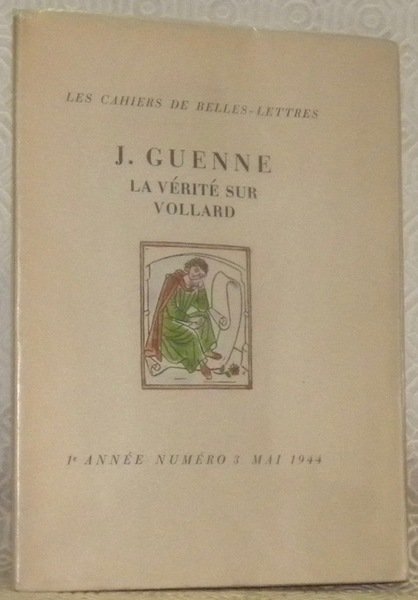 LES CAHIERS DE BELLES-LETTRES
J. GUENNE
LA VÉRITÉ SUR
VOLLARD
1e ANNÉE NUMÉRO 3 MAI 1944